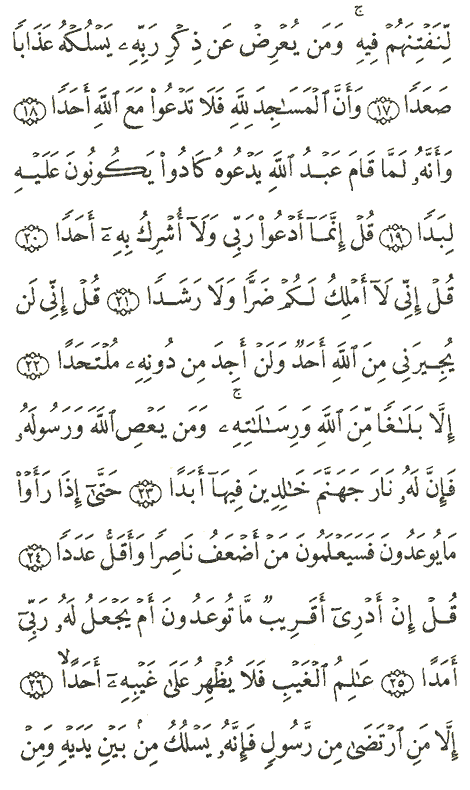 لِّنَفْتِنَهُمْ فِيهِ ۚ وَمَن يُعْرِضْ عَن ذِكْرِ رَبِّهِۦ يَسْلُكْهُ عَذَابًا
صَعَدًا ١٧ وَأَنَّ ٱلْمَسَٰجِدَ لِلَّهِ فَلَا تَدْعُوا۟ مَعَ ٱللَّهِ أَحَدًا ١٨
وَأَنَّهُۥ لَمَّا قَامَ عَبْدُ ٱللَّهِ يَدْعُوهُ كَادُوا۟ يَكُونُونَ عَلَيْهِ
لِبَدًا ١٩ قُلْ إِنَّمَآ أَدْعُوا۟ رَبِّى وَلَآ أُشْرِكُ بِهِۦٓ أَحَدًا ٢٠
قُلْ إِنِّى لَآ أَمْلِكُ لَكُمْ ضَرًّا وَلَا رَشَدًا ٢١ قُلْ إِنِّى لَن
يُجِيرَنِى مِنَ ٱللَّهِ أَحَدٌ وَلَنْ أَجِدَ مِن دُونِهِۦ مُلْتَحَدًا ٢٢
إِلَّا بَلَٰغًا مِّنَ ٱللَّهِ وَرِسَٰلَٰتِهِۦ ۚ وَمَن يَعْصِ ٱللَّهَ وَرَسُولَهُۥ
فَإِنَّ لَهُۥ نَارَ جَهَنَّمَ خَٰلِدِينَ فِيهَآ أَبَدًا ٢٣ حَتَّىٰٓ إِذَا رَأَوْا۟
مَا يُوعَدُونَ فَسَيَعْلَمُونَ مَنْ أَضْعَفُ نَاصِرًا وَأَقَلُّ عَدَدًا ٢٤
قُلْ إِنْ أَدْرِىٓ أَقَرِيبٌ مَّا تُوعَدُونَ أَمْ يَجْعَلُ لَهُۥ رَبِّىٓ
أَمَدًا ٢٥ عَٰلِمُ ٱلْغَيْبِ فَلَا يُظْهِرُ عَلَىٰ غَيْبِهِۦٓ أَحَدًا ۙ ٢٦
إِلَّا مَنِ ٱرْتَضَىٰ مِن رَّسُولٍ فَإِنَّهُۥ يَسْلُكُ مِنۢ بَيْنِ يَدَيْهِ وَمِنْ